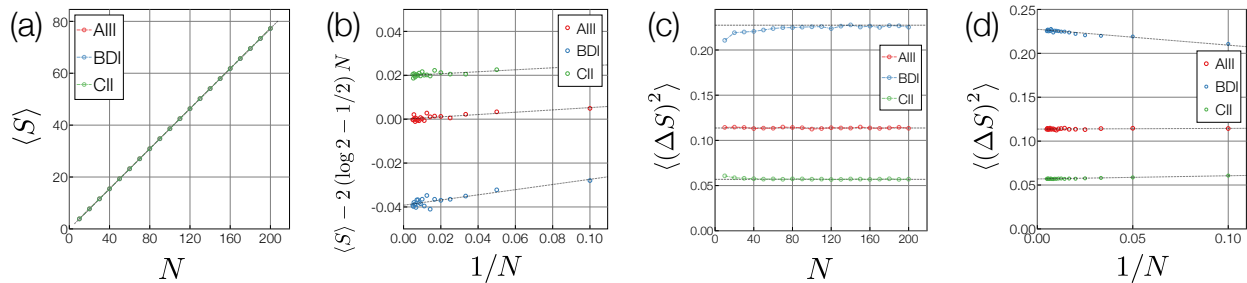 (a)
80
60
40
20
0
0
40
80
120
160
200
⟨S⟩
N
AIII
BDI
CII
(b)
0.04
0.02
0.00
-0.02
-0.04
0.00
0.02
0.04
0.06
0.08
0.10
⟨S⟩ − 2 (log 2 − 1/2) N
1/N
AIII
BDI
CII
(c)
0.20
0.15
0.10
0.05
0.00
0
40
80
120
160
200
⟨(ΔS)²⟩
N
AIII
BDI
CII
(d)
0.25
0.20
0.15
0.10
0.05
0.00
0.00
0.05
0.10
⟨(ΔS)²⟩
1/N
AIII
BDI
CII